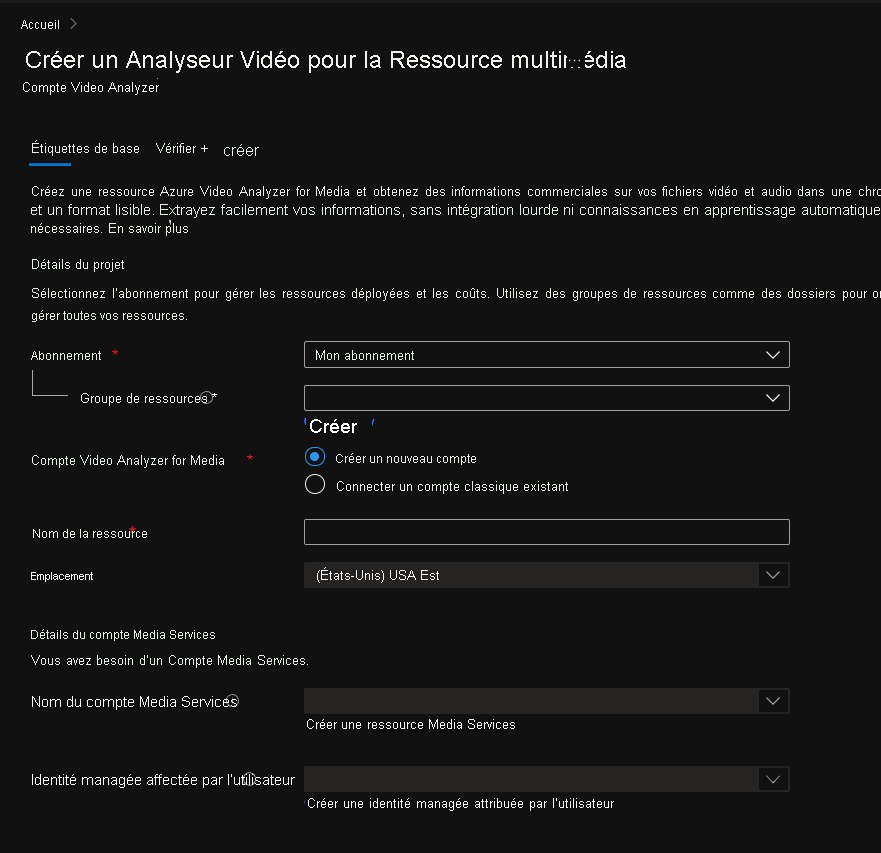 Accueil
Créer un Analyseur Vidéo pour la Ressource
Compte Video Analyzer
Étiquettes de base Vérifier + créer
Créez une ressource Azure Video Analyzer for Media et obtenez des informations commerciales sur vos fichiers vidéo et audio dans une
et un format lisible. Extrayez facilement vos informations, sans intégration lourde ni connaissances en apprentissage automatique
nécessaires. En savoir plus
Détails du projet
Sélectionnez l'abonnement pour gérer les ressources déployées et les coûts. Utilisez des groupes de ressources comme des dossiers pour
gérer toutes vos ressources.
Abonnement * Mon abonnement
Groupe de ressources *
Créer
Compte Video Analyzer for Media * Créer un nouveau compte
Connecter un compte classique existant
Nom de la ressource *
Emplacement (États-Unis) USA Est
Détails du compte Media Services
Vous avez besoin d'un Compte Media Services.
Nom du compte Media Services
Créer une ressource Media Services
Identité managée affectée par l'utilisateur
Créer une identité managée attribuée par l'utilisateur